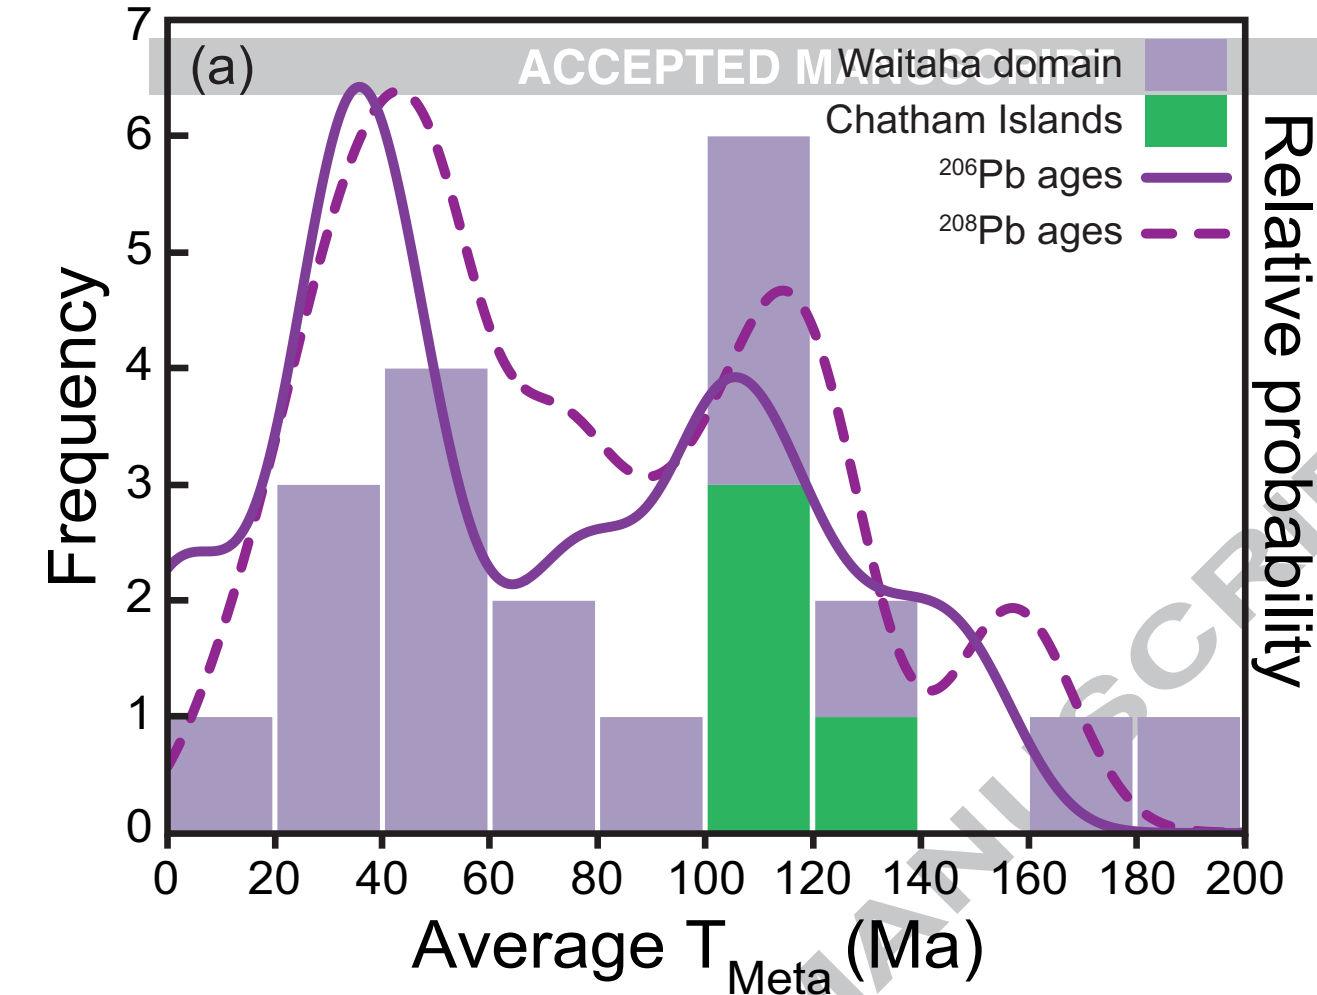 7
(a)
ACCEPTED MANUSCRIPT
Waitaha domain
Chatham Islands
206Pb ages
208Pb ages
6
5
4
3
2
1
0
Frequency
Relative probability
0 20 40 60 80 100 120 140 160 180 200
Average TMeta (Ma)